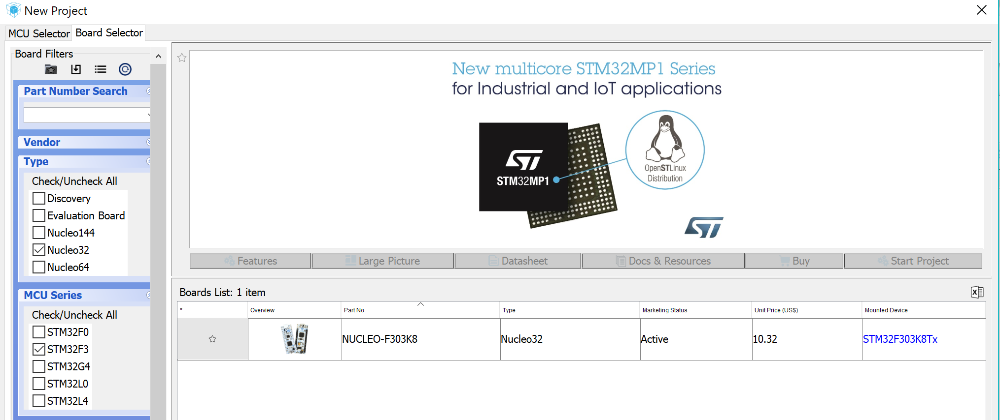 New Project
MCU Selector
Board Selector
Board Filters
Part Number Search
Vendor
Type
Check/Uncheck All
Discovery
Evaluation Board
Nucleo144
Nucleo32
Nucleo64
MCU Series
Check/Uncheck All
STM32F0
STM32F3
STM32G4
STM32L0
STM32L4
New multicore STM32MP1 Series
for Industrial and IoT applications
ST
STM32MP1
OpenSTLinux
Distribution
ST
Features
Large Picture
Datasheet
Docs & Resources
Buy
Start Project
Boards List: 1 item
* Overview Part No Type Marketing Status Unit Price (US$) Mounted Device
NUCLEO-F303K8 Nucleo32 Active 10.32 STM32F303K8Tx